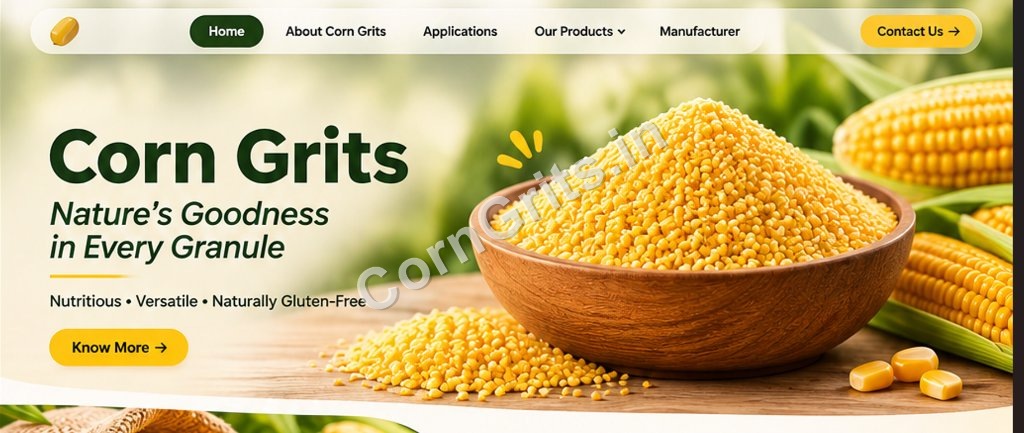 Home
About Corn Grits
Applications
Our Products
Manufacturer
Contact Us →
Corn Grits
Nature's Goodness
in Every Granule
Nutritious • Versatile • Naturally Gluten-Free
Know More →
CornGrits.in